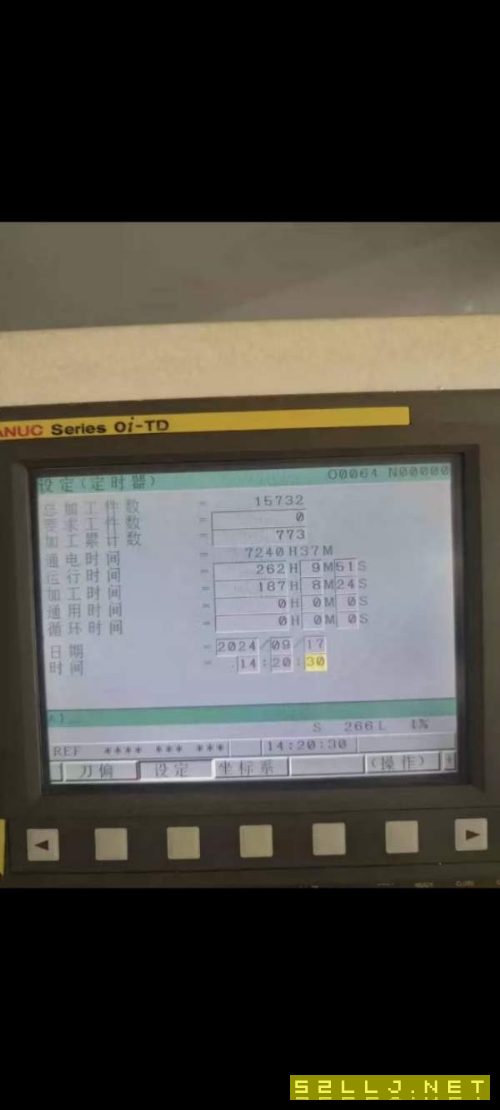 ANUC Series 0i-TD
设定(定时器) O0064 N00000
总加工件数 = 15732
要求工件数 = 0
加工累计数 = 773
通电时间 = 7240H37M
运行时间 = 262H 9M51S
加工时间 = 187H 8M24S
通用时间 = 0H 0M 0S
循环时间 = 0H 0M 0S
日期 = 2024/09/17
时间 = 14:20:30
S 266L 4%
REF **** *** *** 14:20:30
刀偏 设定 坐标系 (操作)
52LLJ.NET